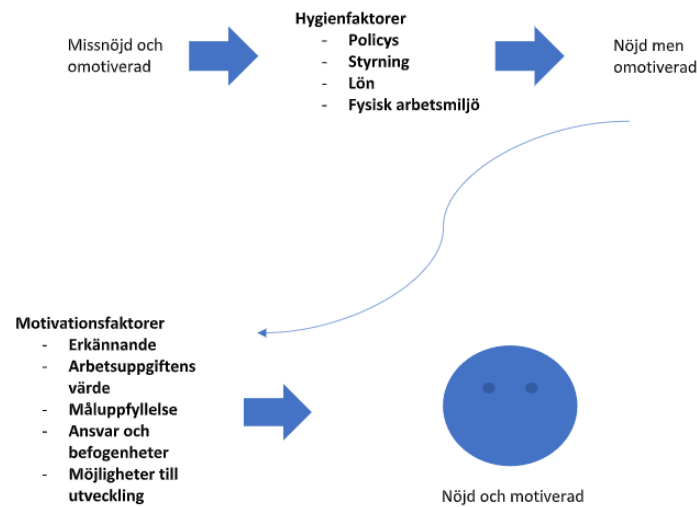 Missnöjd och
omotiverad
Hygienfaktorer
- Policys
- Styrning
- Lön
- Fysisk arbetsmiljö
Nöjd men
omotiverad
Motivationsfaktorer
- Erkännande
- Arbetsuppgiftens
värde
- Måluppfyllelse
- Ansvar och
befogenheter
- Möjligheter till
utveckling
Nöjd och motiverad